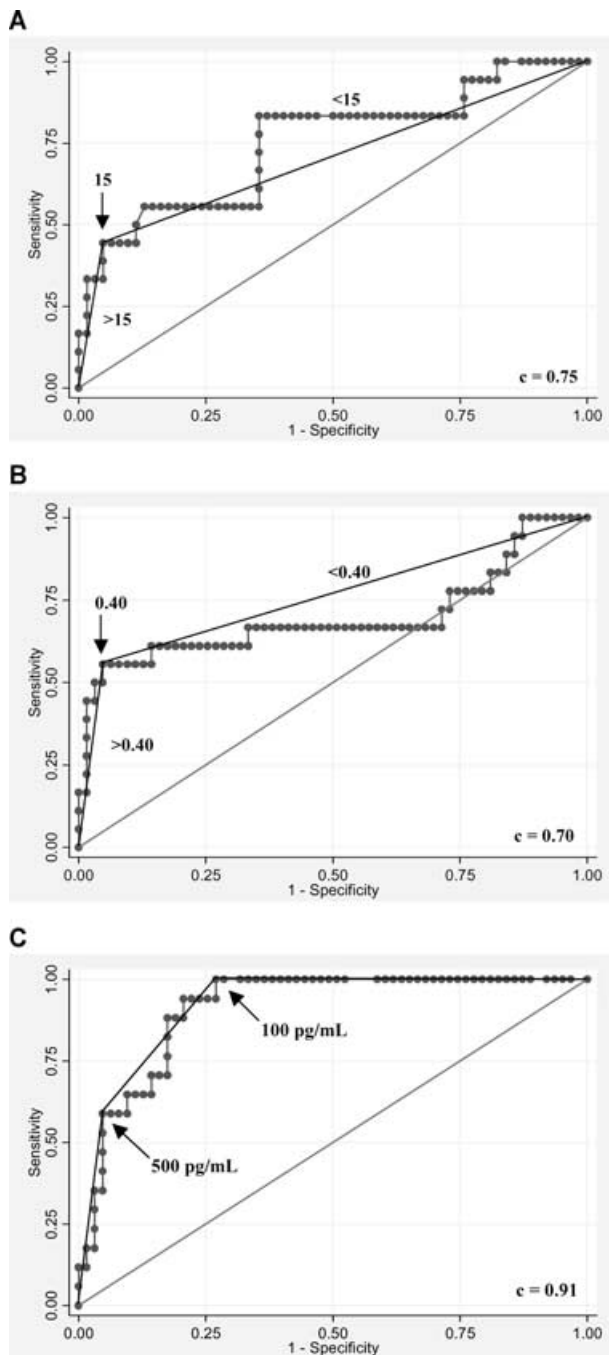 A
1.00
0.75
0.50
0.25
0.00
Sensitivity
<15
15
>15
c = 0.75
0.00 0.25 0.50 0.75 1.00
1 - Specificity
B
1.00
0.75
0.50
0.25
0.00
Sensitivity
<0.40
0.40
>0.40
c = 0.70
0.00 0.25 0.50 0.75 1.00
1 - Specificity
C
1.00
0.75
0.50
0.25
0.00
Sensitivity
100 pg/mL
500 pg/mL
c = 0.91
0.00 0.25 0.50 0.75 1.00
1 - Specificity